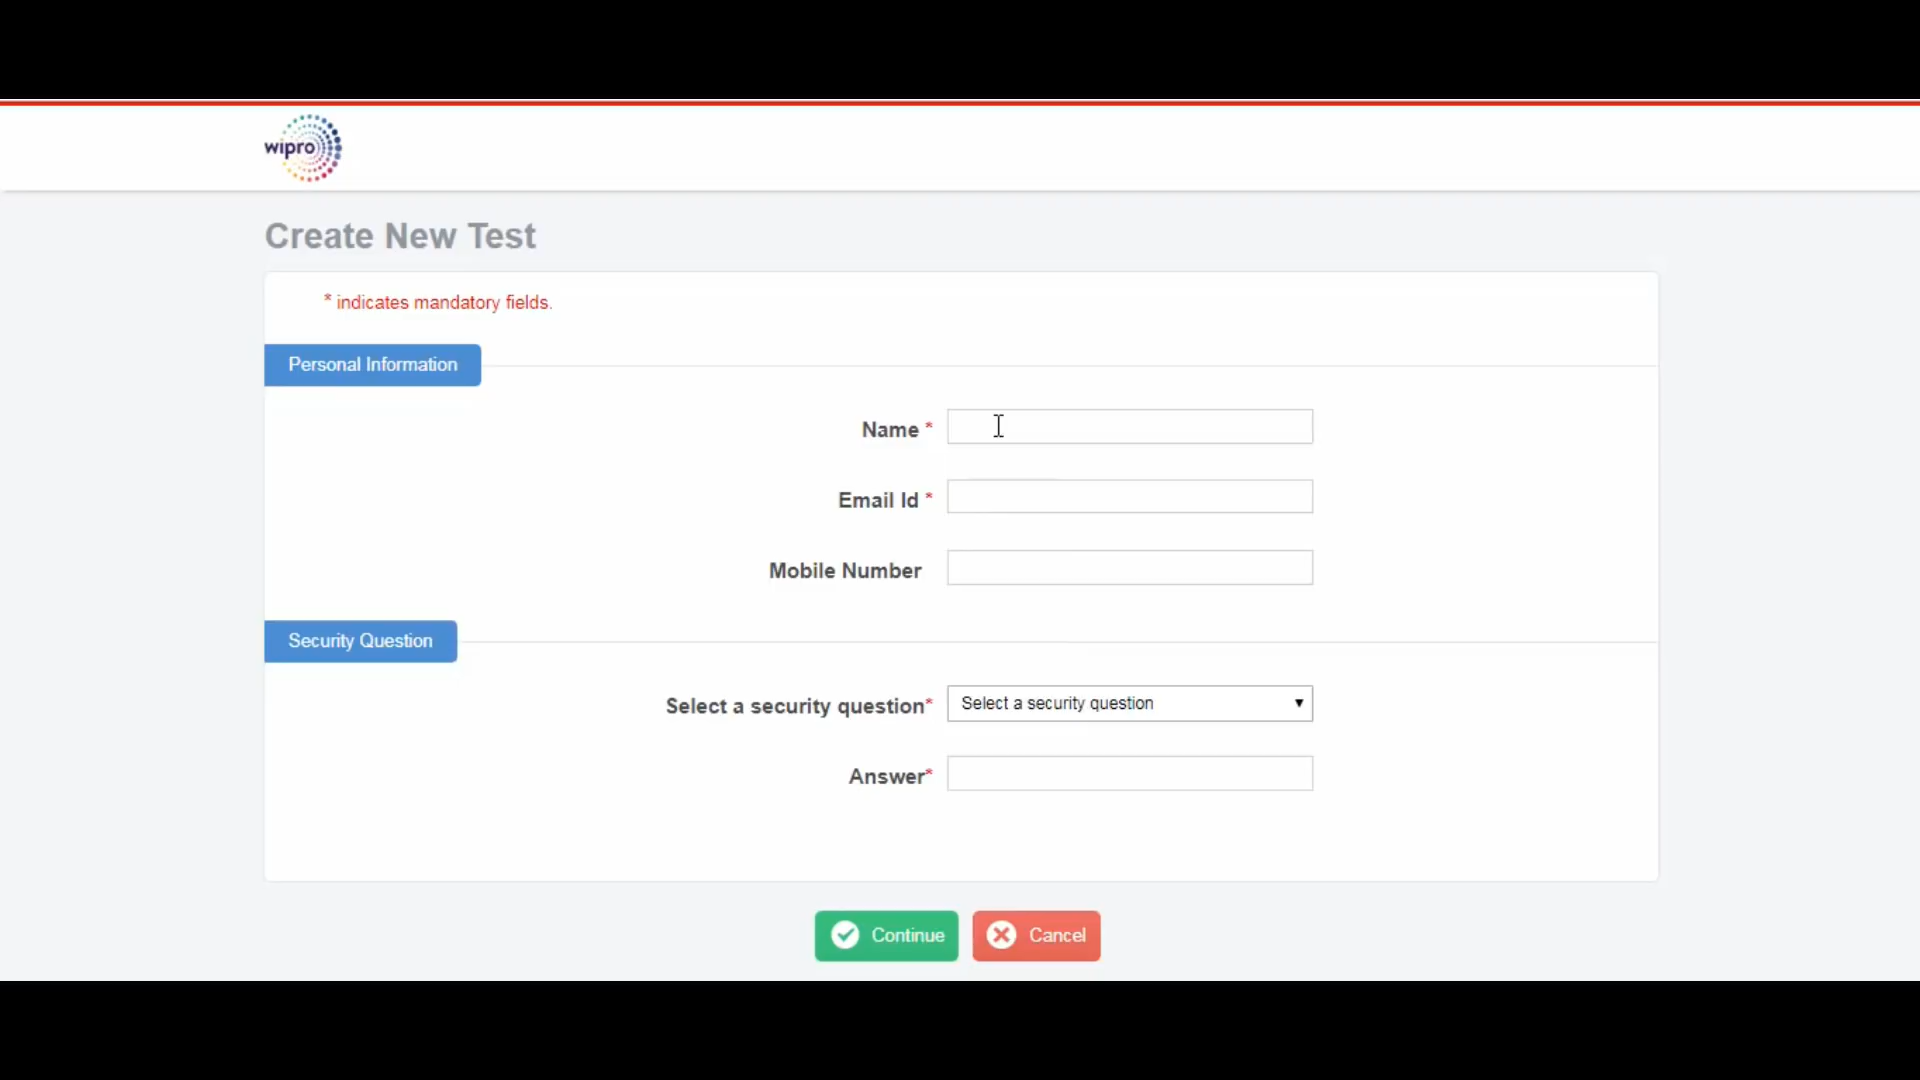 wipro
Create New Test
* indicates mandatory fields.
Personal Information
Name *
Email Id *
Mobile Number
Security Question
Select a security question* Select a security question
Answer*
Continue Cancel